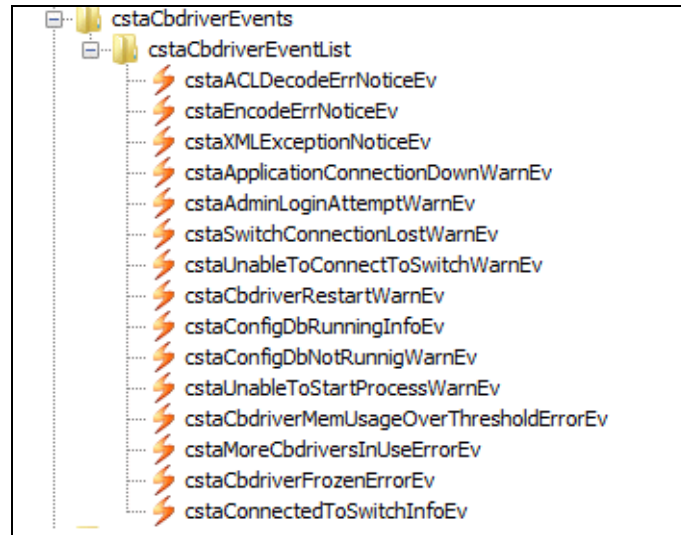 cstaCbdriverEvents
cstaCbdriverEventList
cstaACLDecodeErrNoticeEv
cstaEncodeErrNoticeEv
cstaXMLExceptionNoticeEv
cstaApplicationConnectionDownWarnEv
cstaAdminLoginAttemptWarnEv
cstaSwitchConnectionLostWarnEv
cstaUnableToConnectToSwitchWarnEv
cstaCbdriverRestartWarnEv
cstaConfigDbRunningInfoEv
cstaConfigDbNotRunnigWarnEv
cstaUnableToStartProcessWarnEv
cstaCbdriverMemUsageOverThresholdErrorEv
cstaMoreCbdriversInUseErrorEv
cstaCbdriverFrozenErrorEv
cstaConnectedToSwitchInfoEv